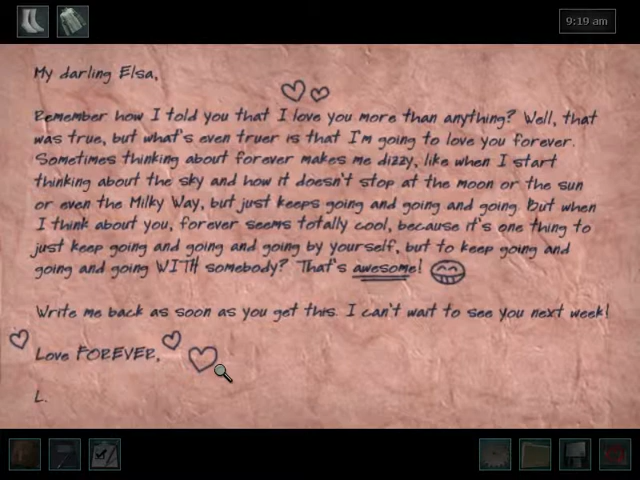 9:19 am
My darling Elsa,
Remember how I told you that I love you more than anything? Well, that
was true, but what's even truer is that I'm going to love you forever.
Sometimes thinking about forever makes me dizzy, like when I start
thinking about the sky and how it doesn't stop at the moon or the sun
or even the Milky Way, but just keeps going and going and going. But when
I think about you, forever seems totally cool, because it's one thing to
just keep going and going and going by yourself, but to keep going and
going and going WITH somebody? That's awesome!
Write me back as soon as you get this. I can't wait to see you next week!
Love FOREVER,
L.